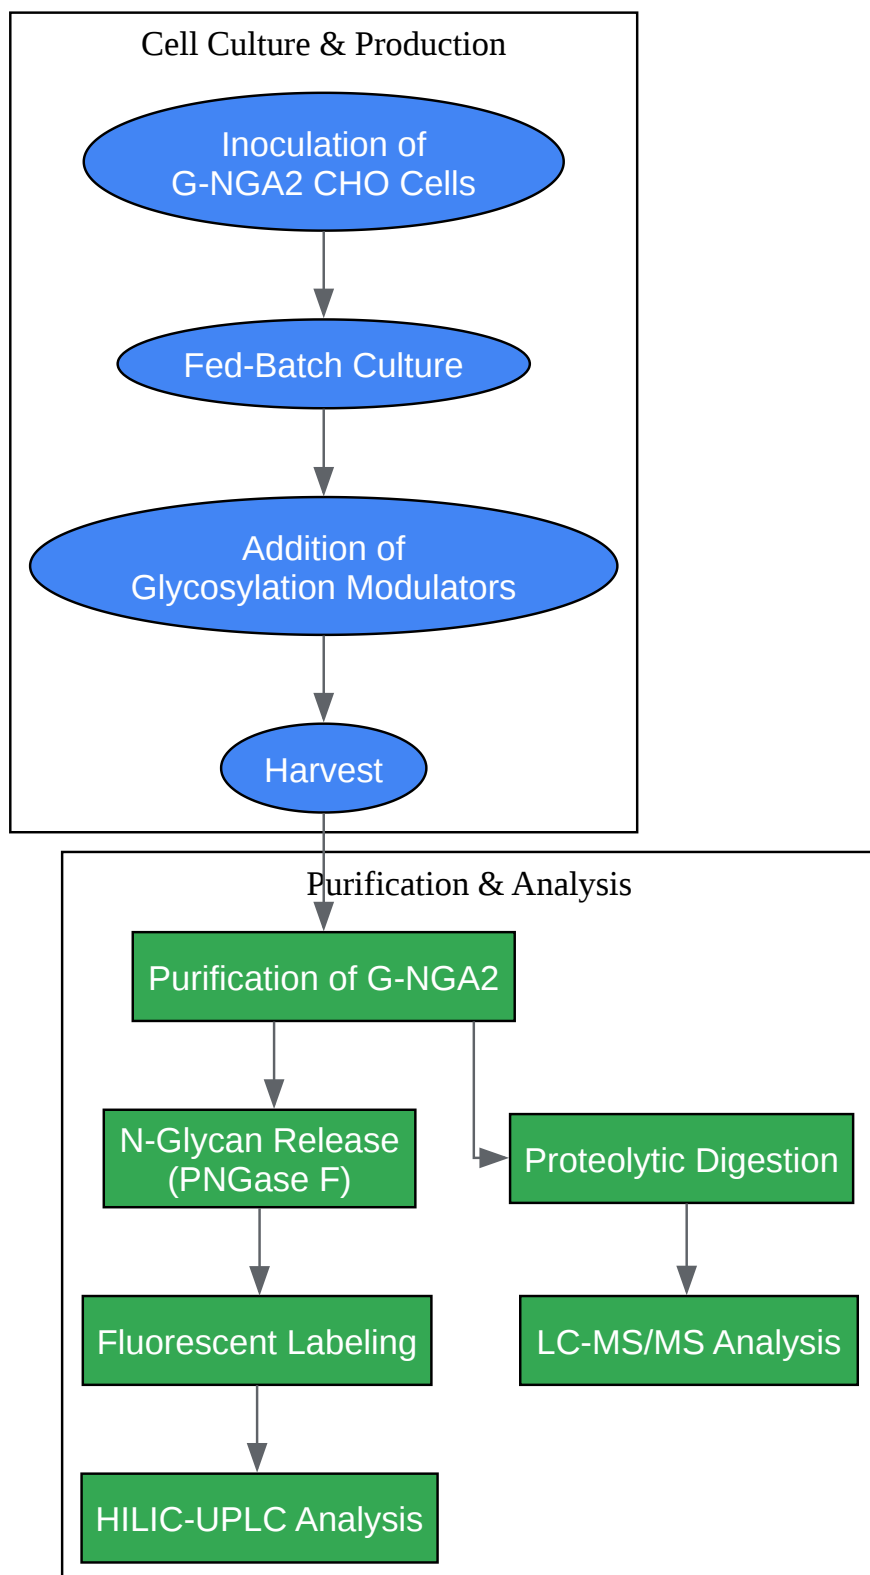 Cell Culture & Production
Inoculation of
G-NGA2 CHO Cells
Fed-Batch Culture
Addition of
Glycosylation Modulators
Harvest
Purification & Analysis
Purification of G-NGA2
N-Glycan Release
(PNGase F)
Proteolytic Digestion
Fluorescent Labeling
LC-MS/MS Analysis
HILIC-UPLC Analysis